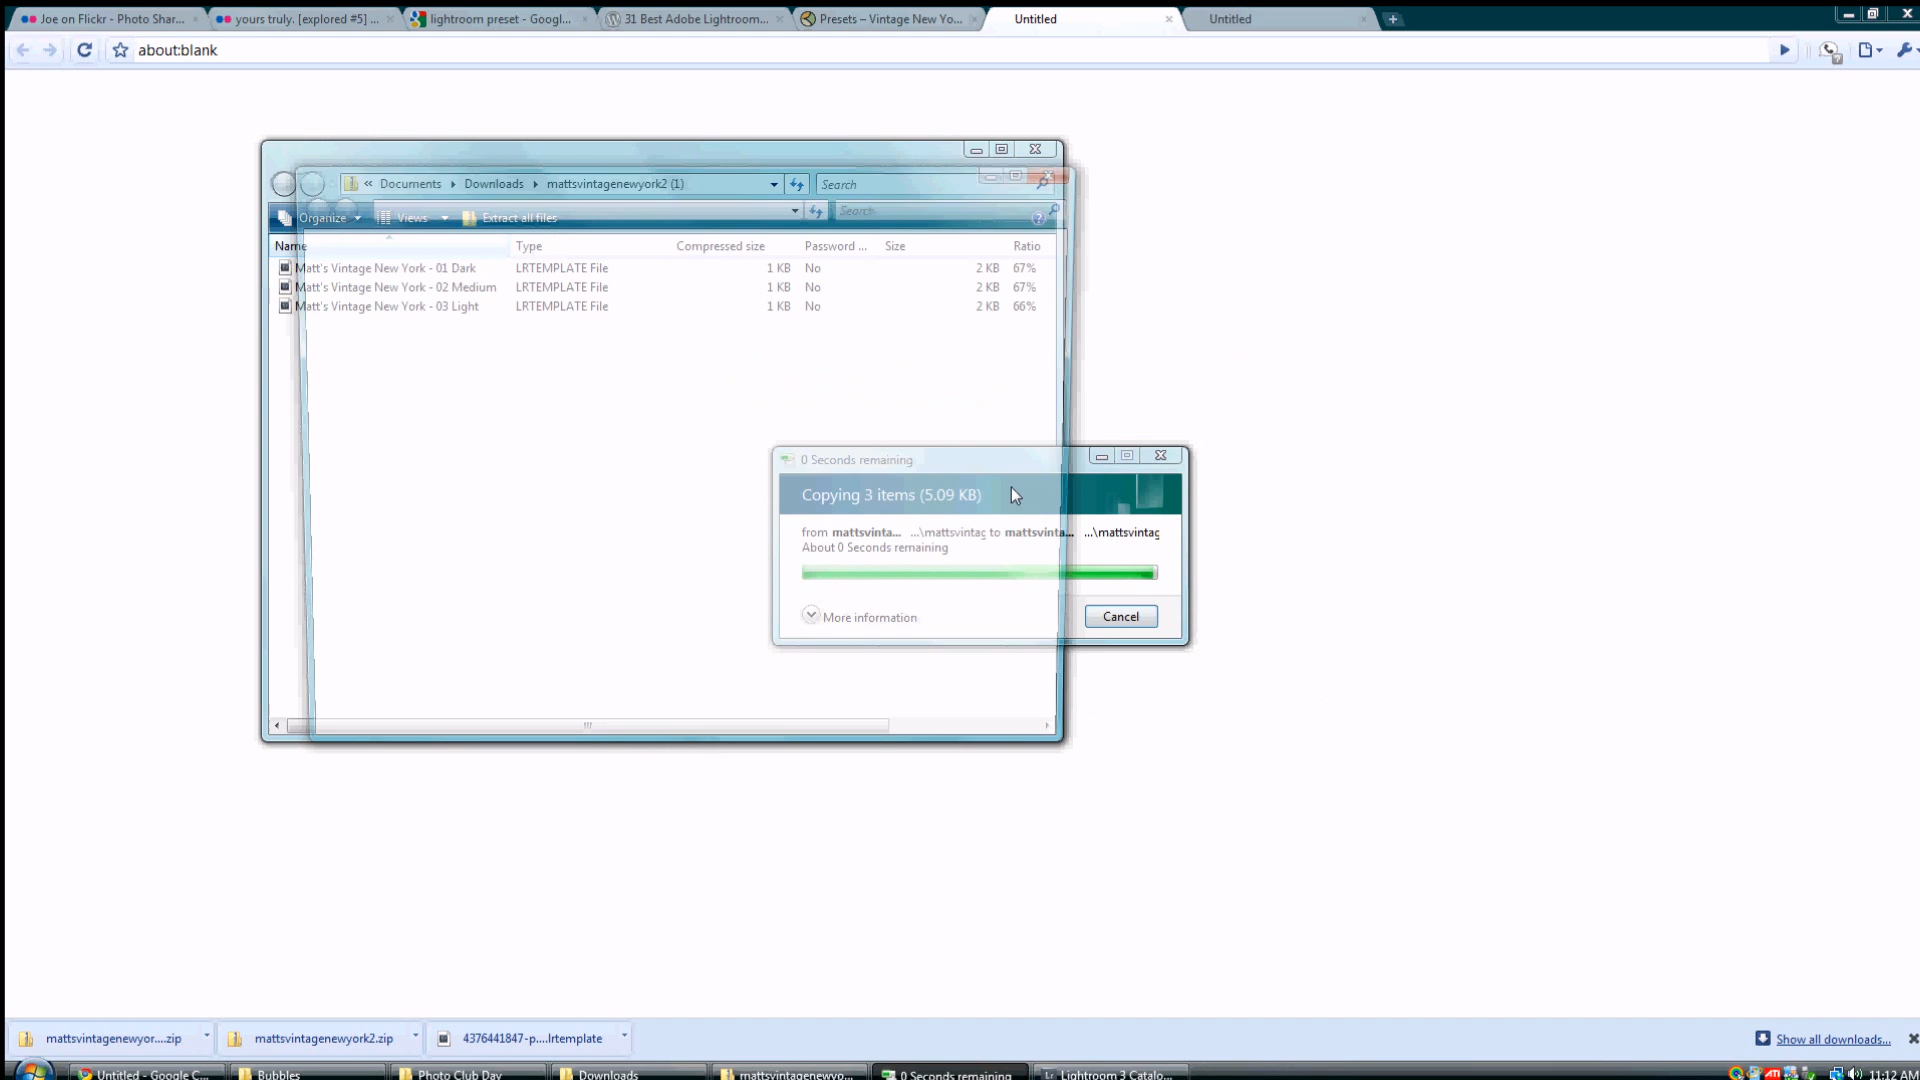 Joe on Flickr - Photo Shar...
yours truly. [explored #5] ...
lightroom preset - Googl...
31 Best Adobe Lightroom...
Presets – Vintage New Yo...
Untitled
Untitled
about:blank
« Documents Downloads mattsvintagenewyork2 (1)
Search
Search
Organize Views Extract all files
Name Type Compressed size Password ... Size Ratio
Matt's Vintage New York - 01 Dark LRTEMPLATE File 1 KB No 2 KB 67%
Matt's Vintage New York - 02 Medium LRTEMPLATE File 1 KB No 2 KB 67%
Matt's Vintage New York - 03 Light LRTEMPLATE File 1 KB No 2 KB 66%
0 Seconds remaining
Copying 3 items (5.09 KB)
from mattsvinta... ...\mattsvintag to mattsvinta... ...\mattsvintag
About 0 Seconds remaining
More information
Cancel
mattsvintagenewyor....zip
mattsvintagenewyork2.zip
4376441847-p....lrtemplate
Show all downloads...
Untitled - Google C...
Bubbles
Photo Club Day
Downloads
mattsvintagenewyo...
0 Seconds remaining
Lightroom 3 Catalo...
11:12 AM